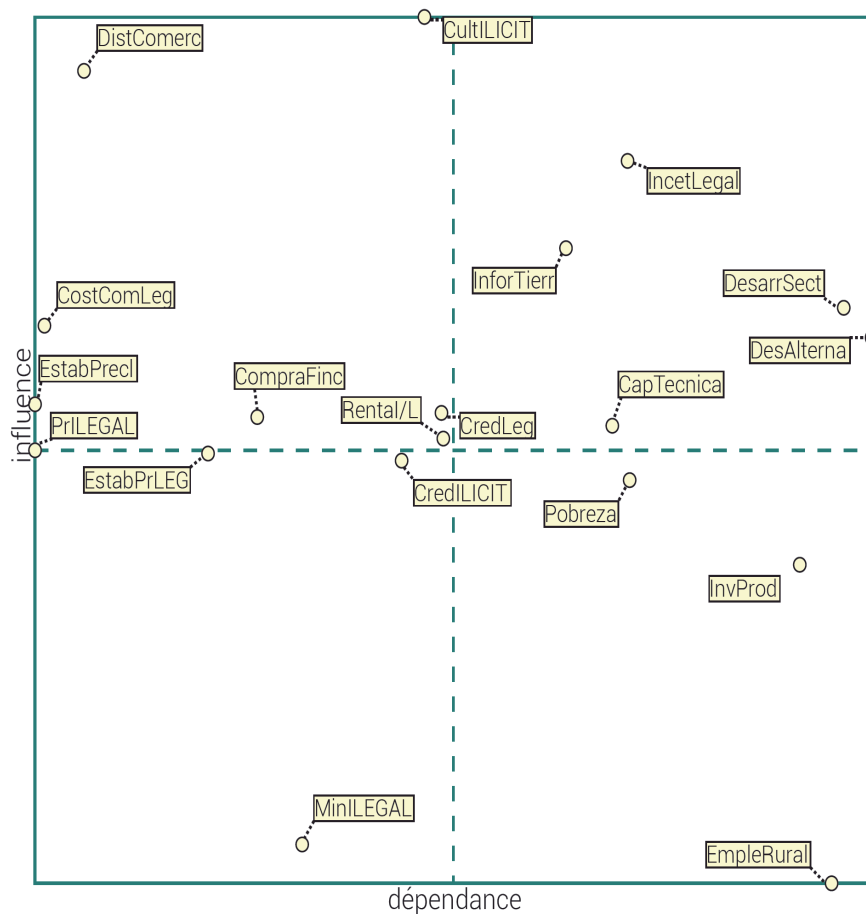 CultILICIT
DistComerc
IncetLegal
InforTierr
DesarrSect
CostComLeg
DesAlterna
EstabPrecI
CompraFinc
CapTecnica
Rental/L
CredLeg
PrILEGAL
influence
EstabPrLEG
CredILICIT
Pobreza
InvProd
MinILEGAL
EmpleRural
dépendance